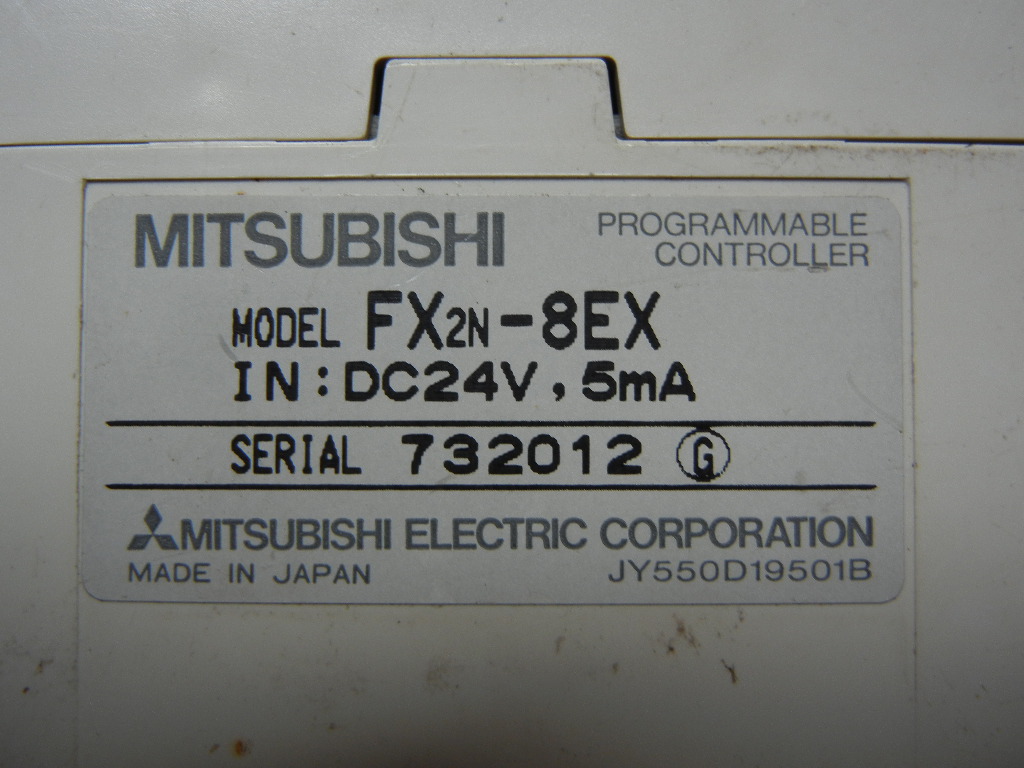 MITSUBISHI
PROGRAMMABLE
CONTROLLER
MODEL FX2N-8EX
IN:DC24V,5mA
SERIAL 732012 G
MITSUBISHI ELECTRIC CORPORATION
MADE IN JAPAN JY550D19501B